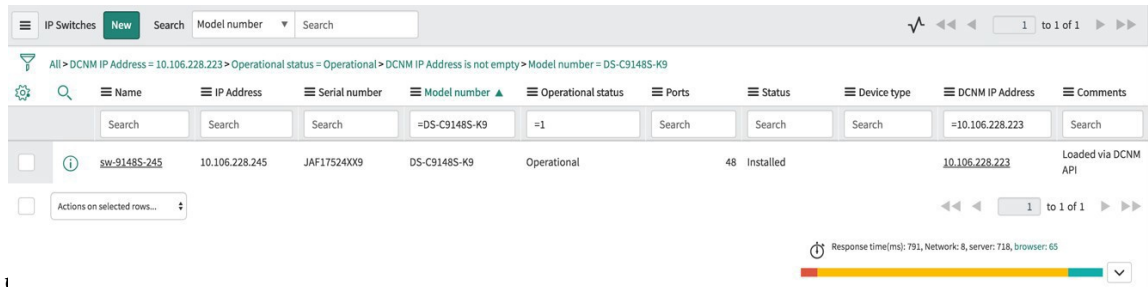 IP Switches New Search Model number Search 1 to 1 of 1
All > DCNM IP Address = 10.106.228.223 > Operational status = Operational > DCNM IP Address is not empty > Model number = DS-C9148S-K9
Name IP Address Serial number Model number Operational status Ports Status Device type DCNM IP Address Comments
Search Search Search =DS-C9148S-K9 =1 Search Search Search =10.106.228.223 Search
sw-9148S-245 10.106.228.245 JAF17524XX9 DS-C9148S-K9 Operational 48 Installed 10.106.228.223 Loaded via DCNM
API
Actions on selected rows... 1 to 1 of 1
Response time(ms): 791, Network: 8, server: 718, browser: 65